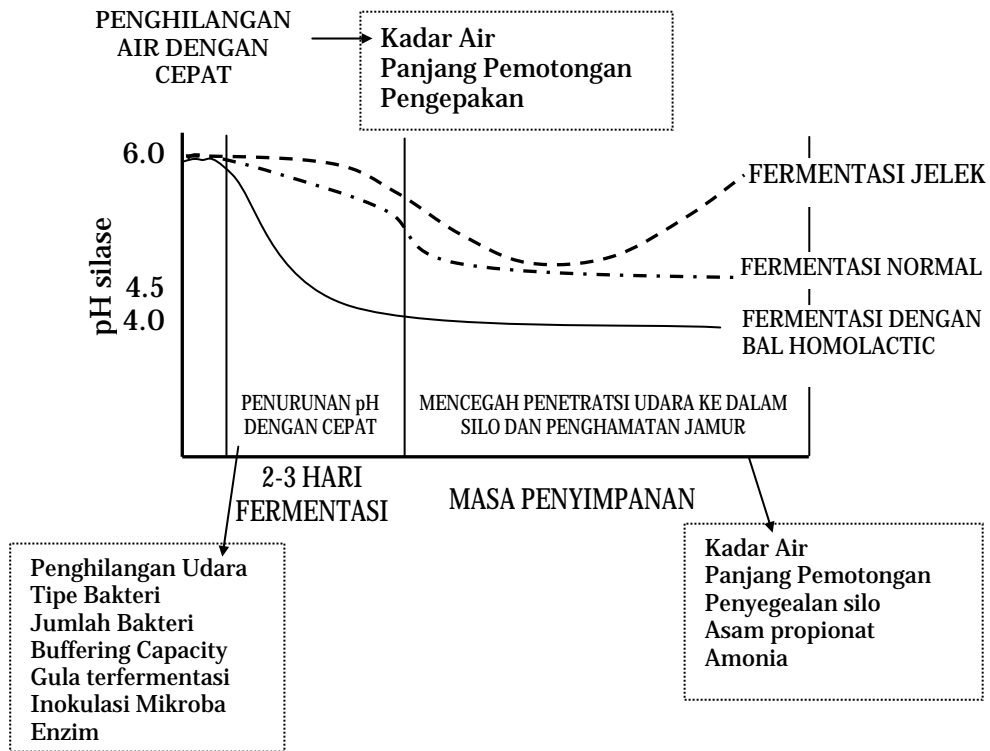 PENGHILANGAN
AIR DENGAN
CEPAT
Kadar Air
Panjang Pemotongan
Pengepakan
6.0
4.5
4.0
pH silase
FERMENTASI JELEK
FERMENTASI NORMAL
FERMENTASI DENGAN
BAL HOMOLACTIC
PENURUNAN pH
DENGAN CEPAT
MENCEGAH PENETRATSI UDARA KE DALAM
SILO DAN PENGHAMATAN JAMUR
2-3 HARI
FERMENTASI
MASA PENYIMPANAN
Penghilangan Udara
Tipe Bakteri
Jumlah Bakteri
Buffering Capacity
Gula terfermentasi
Inokulasi Mikroba
Enzim
Kadar Air
Panjang Pemotongan
Penyegealan silo
Asam propionat
Amonia